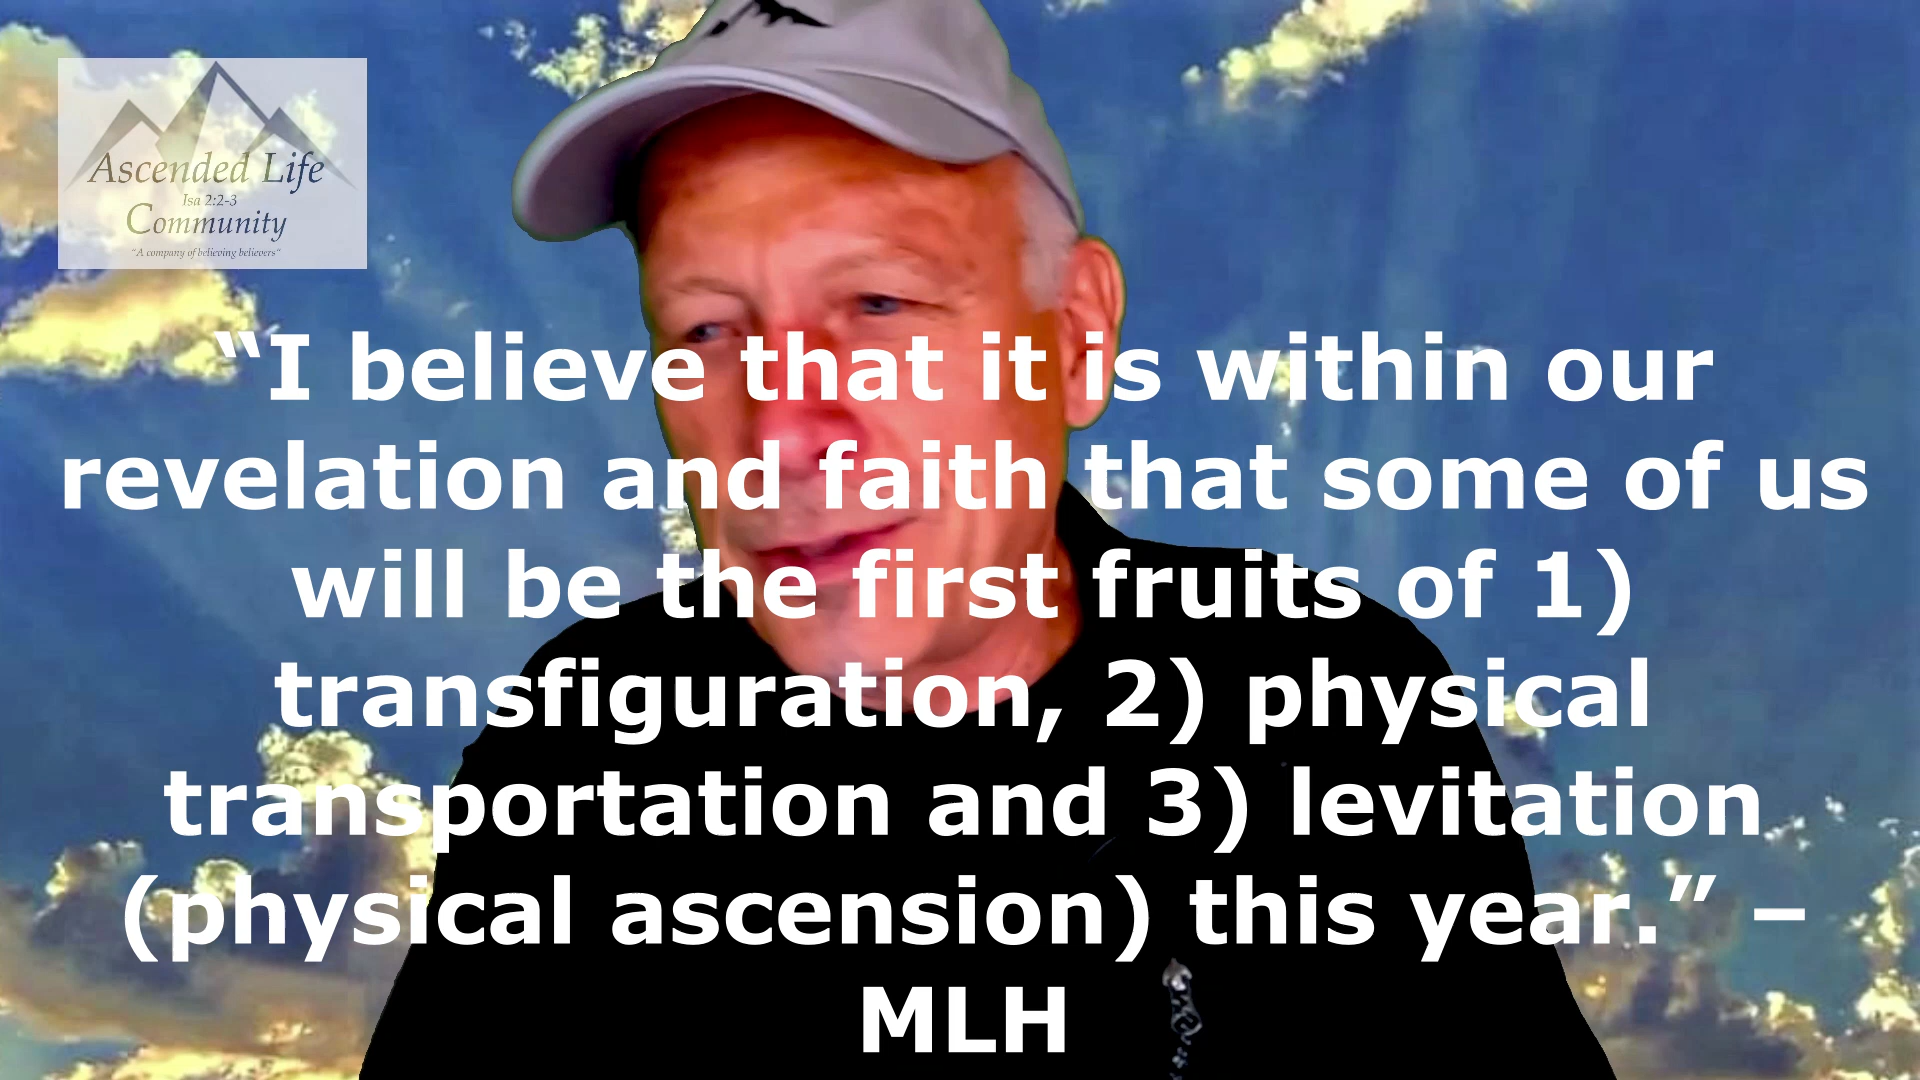 Ascended Life
Isa 2:2-3
Community
“A company of believing believers“
“I believe that it is within our
revelation and faith that some of us
will be the first fruits of 1)
transfiguration, 2) physical
transportation and 3) levitation
(physical ascension) this year.” –
MLH